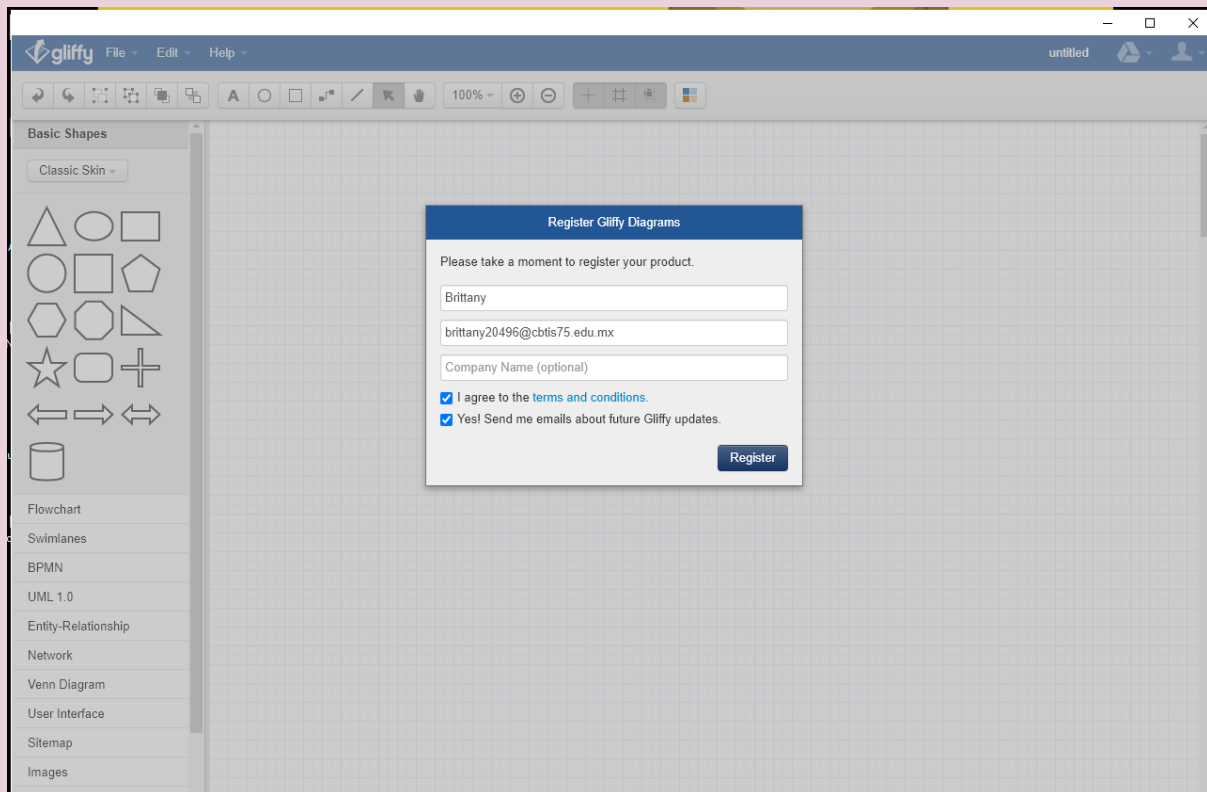 gliffy File Edit Help untitled
A 100%
Basic Shapes
Classic Skin
Register Gliffy Diagrams
Please take a moment to register your product.
Brittany
brittany20496@cbtis75.edu.mx
Company Name (optional)
I agree to the terms and conditions.
Yes! Send me emails about future Gliffy updates.
Register
Flowchart
Swimlanes
BPMN
UML 1.0
Entity-Relationship
Network
Venn Diagram
User Interface
Sitemap
Images